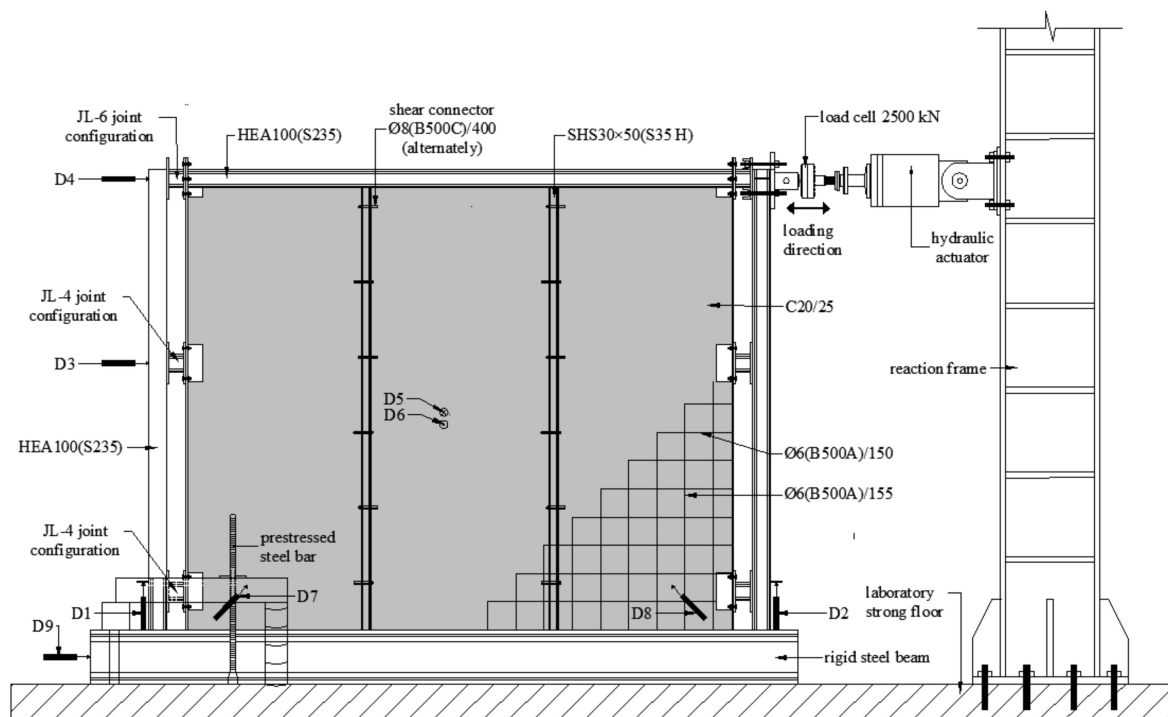 JL-6 joint
configuration
HEA100(S235)
shear connector
Ø8(B500C)/400
(alternately)
SHS30×50(S35 H)
load cell 2500 kN
D4
loading
direction
hydraulic
actuator
JL-4 joint
configuration
C20/25
D3
reaction frame
D5
D6
HEA100(S235)
Ø6(B500A)/150
Ø6(B500A)/155
JL-4 joint
configuration
prestressed
steel bar
D7
D1
D8
D2
laboratory
strong floor
D9
rigid steel beam